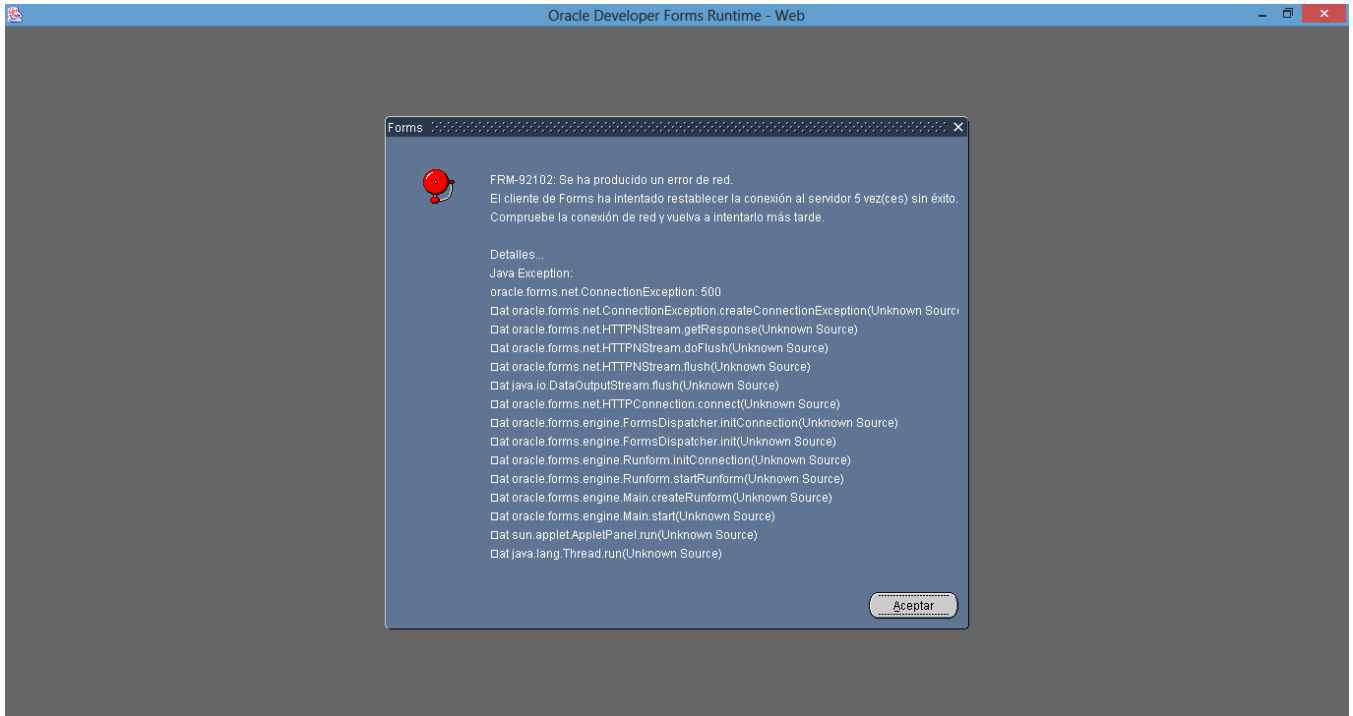 Oracle Developer Forms Runtime - Web
Forms
FRM-92102: Se ha producido un error de red.
El cliente de Forms ha intentado restablecer la conexión al servidor 5 vez(ces) sin éxito.
Compruebe la conexión de red y vuelva a intentarlo más tarde.
Detalles...
Java Exception:
oracle.forms.net.ConnectionException: 500
□at oracle.forms.net.ConnectionException.createConnectionException(Unknown Sourc
□at oracle.forms.net.HTTPNStream.getResponse(Unknown Source)
□at oracle.forms.net.HTTPNStream.doFlush(Unknown Source)
□at oracle.forms.net.HTTPNStream.flush(Unknown Source)
□at java.io.DataOutputStream.flush(Unknown Source)
□at oracle.forms.net.HTTPConnection.connect(Unknown Source)
□at oracle.forms.engine.FormsDispatcher.initConnection(Unknown Source)
□at oracle.forms.engine.FormsDispatcher.init(Unknown Source)
□at oracle.forms.engine.Runform.initConnection(Unknown Source)
□at oracle.forms.engine.Runform.startRunform(Unknown Source)
□at oracle.forms.engine.Main.createRunform(Unknown Source)
□at oracle.forms.engine.Main.start(Unknown Source)
□at sun.applet.AppletPanel.run(Unknown Source)
□at java.lang.Thread.run(Unknown Source)
Aceptar